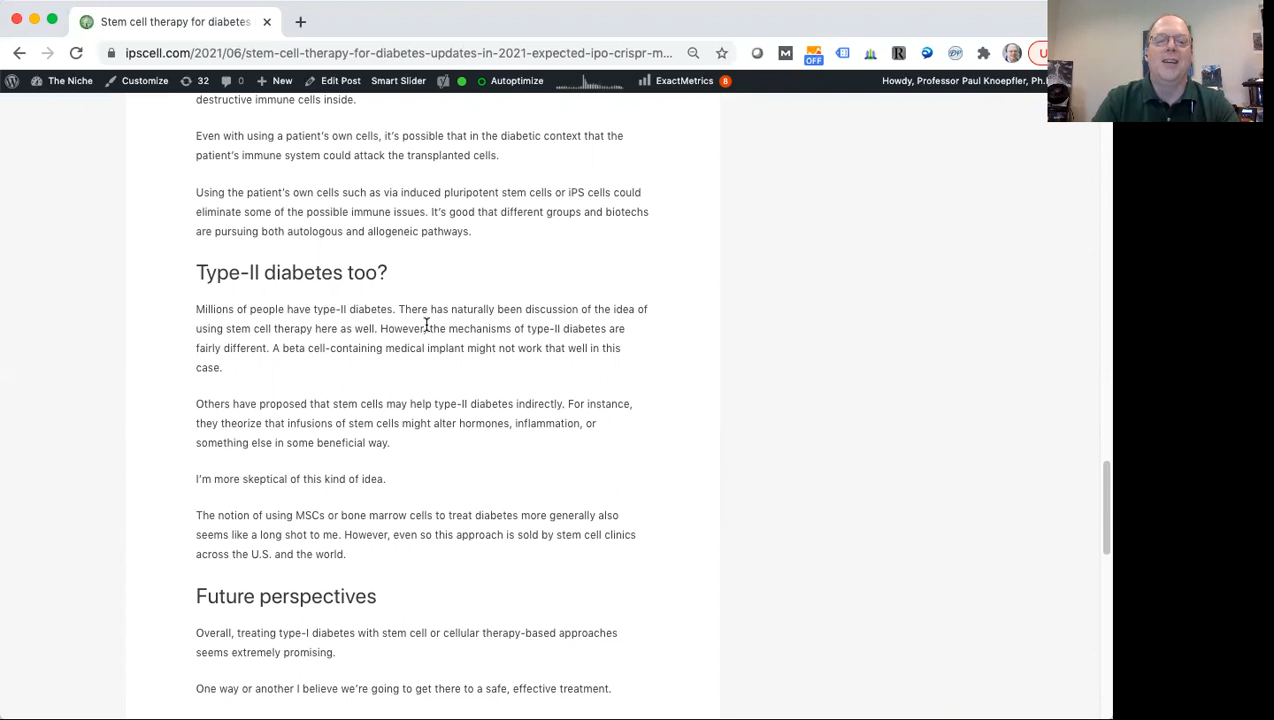 Stem cell therapy for diabetes
ipscell.com/2021/06/stem-cell-therapy-for-diabetes-updates-in-2021-expected-ipo-crispr-m...
OFF
The Niche
Customize
32
0
New
Edit Post
Smart Slider
Autoptimize
ExactMetrics
8
Howdy, Professor Paul Knoepfler, Ph.
destructive immune cells inside.
Even with using a patient's own cells, it's possible that in the diabetic context that the
patient's immune system could attack the transplanted cells.
Using the patient's own cells such as via induced pluripotent stem cells or iPS cells could
eliminate some of the possible immune issues. It's good that different groups and biotechs
are pursuing both autologous and allogeneic pathways.
Type-II diabetes too?
Millions of people have type-II diabetes. There has naturally been discussion of the idea of
using stem cell therapy here as well. However, the mechanisms of type-II diabetes are
fairly different. A beta cell-containing medical implant might not work that well in this
case.
Others have proposed that stem cells may help type-II diabetes indirectly. For instance,
they theorize that infusions of stem cells might alter hormones, inflammation, or
something else in some beneficial way.
I'm more skeptical of this kind of idea.
The notion of using MSCs or bone marrow cells to treat diabetes more generally also
seems like a long shot to me. However, even so this approach is sold by stem cell clinics
across the U.S. and the world.
Future perspectives
Overall, treating type-I diabetes with stem cell or cellular therapy-based approaches
seems extremely promising.
One way or another I believe we're going to get there to a safe, effective treatment.